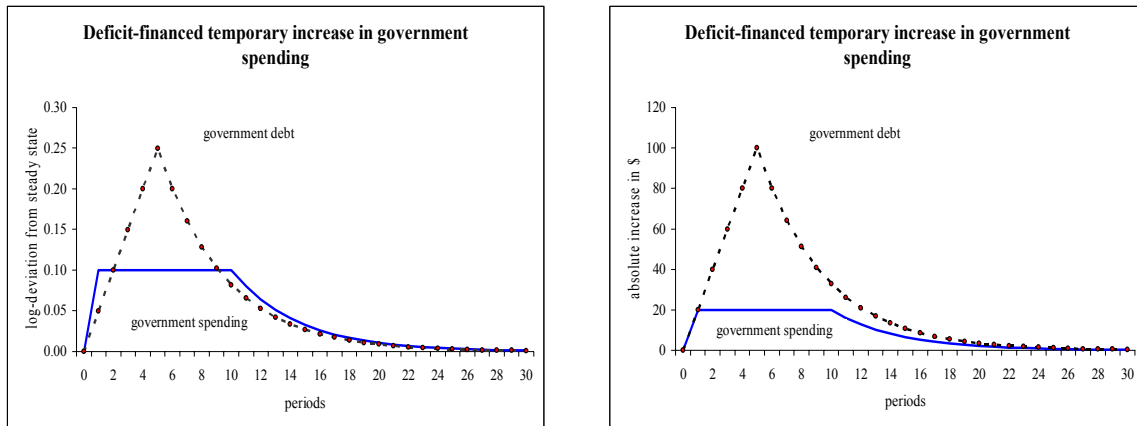 Deficit-financed temporary increase in government
spending
log-deviation from steady state
0.30
0.25
0.20
0.15
0.10
0.05
0.00
government debt
government spending
0 2 4 6 8 10 12 14 16 18 20 22 24 26 28 30
periods
Deficit-financed temporary increase in government
spending
absolute increase in $
120
100
80
60
40
20
0
government debt
government spending
0 2 4 6 8 10 12 14 16 18 20 22 24 26 28 30
periods